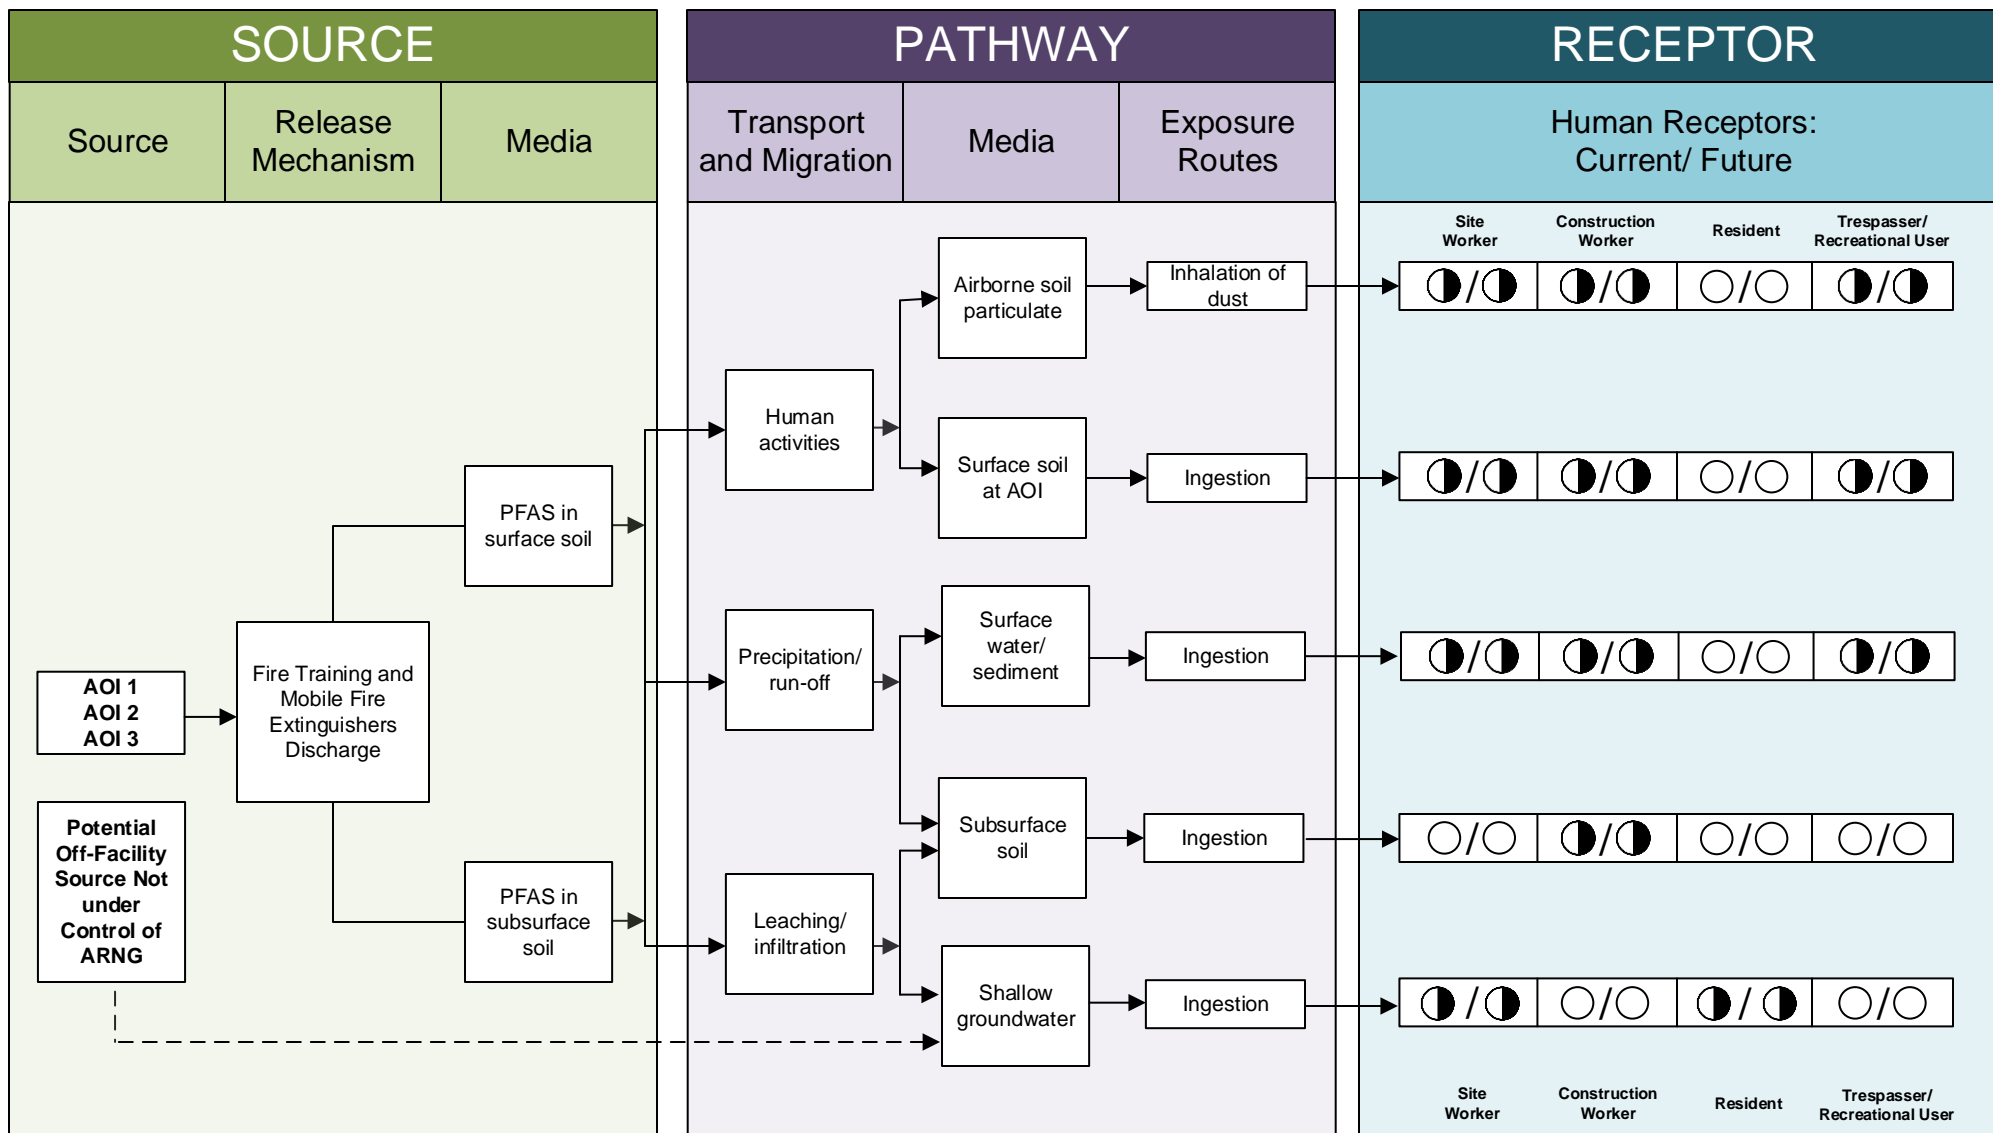 SOURCE
PATHWAY
RECEPTOR
Source
Release
Mechanism
Media
Transport
and Migration
Media
Exposure
Routes
Human Receptors:
Current/ Future
Site
Worker
Construction
Worker
Resident
Trespasser/
Recreational User
AOI 1
AOI 2
AOI 3
Potential
Off-Facility
Source Not
under
Control of
ARNG
Fire Training and
Mobile Fire
Extinguishers
Discharge
PFAS in
surface soil
PFAS in
subsurface
soil
Human
activities
Precipitation/
run-off
Leaching/
infiltration
Airborne soil
particulate
Surface soil
at AOI
Surface
water/
sediment
Subsurface
soil
Shallow
groundwater
Inhalation of
dust
Ingestion
Ingestion
Ingestion
Ingestion
/ / / /
/ / / /
/ / / /
/ / / /
/ / / /
Site
Worker
Construction
Worker
Resident
Trespasser/
Recreational User